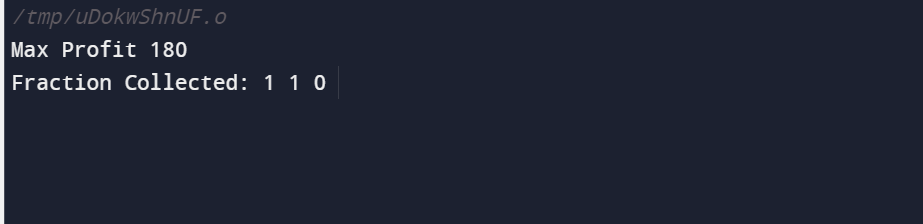 /tmp/uDokwShnUF.o
Max Profit 180
Fraction Collected: 1 1 0